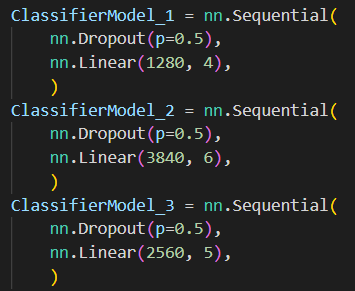 ClassifierModel_1 = nn.Sequential(
    nn.Dropout(p=0.5),
    nn.Linear(1280, 4),
    )
ClassifierModel_2 = nn.Sequential(
    nn.Dropout(p=0.5),
    nn.Linear(3840, 6),
    )
ClassifierModel_3 = nn.Sequential(
    nn.Dropout(p=0.5),
    nn.Linear(2560, 5),
    )